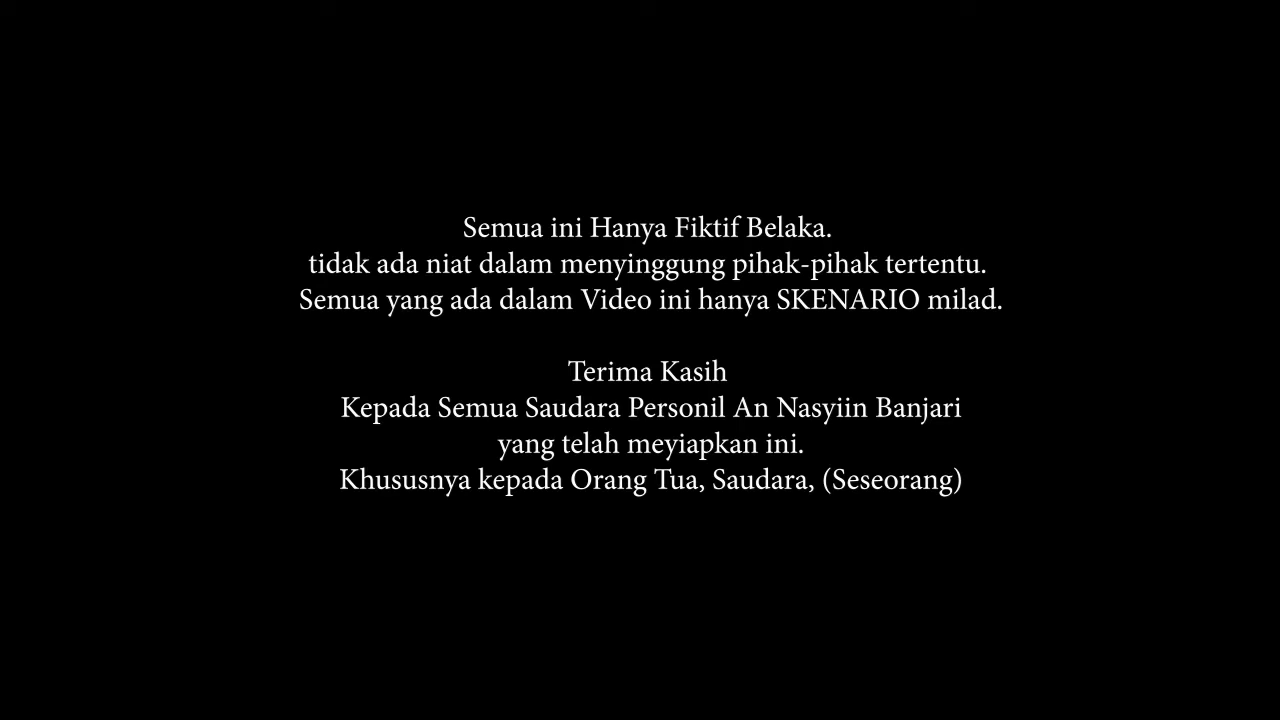 Semua ini Hanya Fiktif Belaka.
tidak ada niat dalam menyinggung pihak-pihak tertentu.
Semua yang ada dalam Video ini hanya SKENARIO milad.
Terima Kasih
Kepada Semua Saudara Personil An Nasyiin Banjari
yang telah meyiapkan ini.
Khususnya kepada Orang Tua, Saudara, (Seseorang)